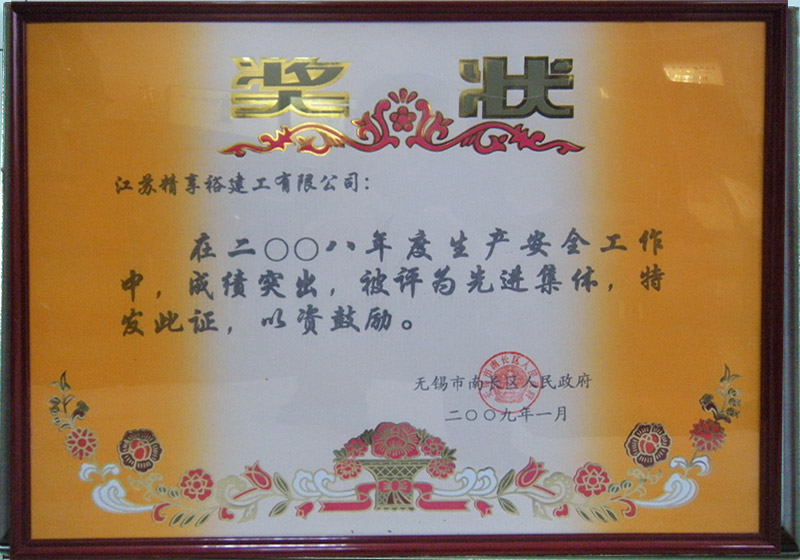 奖状
江苏精享裕建工有限公司：
在二〇〇八年度生产安全工作
中，成绩突出，被评为先进集体，特
发此证，以资鼓励。
无锡市南长区人民政府
二〇〇九年一月